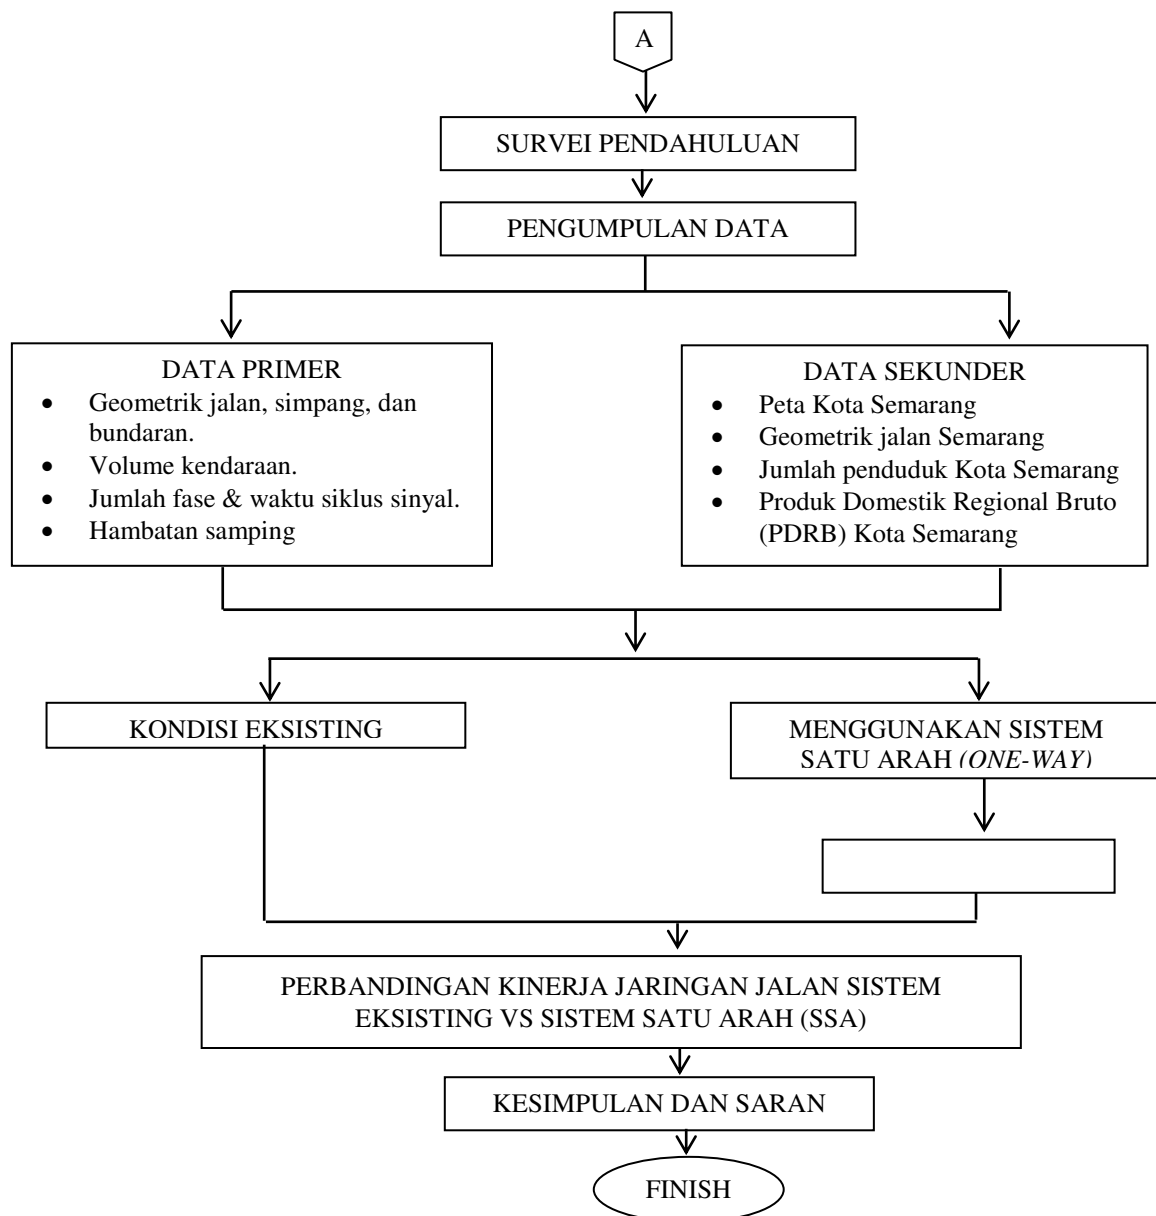 A
SURVEI PENDAHULUAN
PENGUMPULAN DATA
DATA PRIMER
• Geometrik jalan, simpang, dan
bundaran.
• Volume kendaraan.
• Jumlah fase & waktu siklus sinyal.
• Hambatan samping
DATA SEKUNDER
• Peta Kota Semarang
• Geometrik jalan Semarang
• Jumlah penduduk Kota Semarang
• Produk Domestik Regional Bruto
(PDRB) Kota Semarang
KONDISI EKSISTING
MENGGUNAKAN SISTEM
SATU ARAH (ONE-WAY)
PERBANDINGAN KINERJA JARINGAN JALAN SISTEM
EKSISTING VS SISTEM SATU ARAH (SSA)
KESIMPULAN DAN SARAN
FINISH